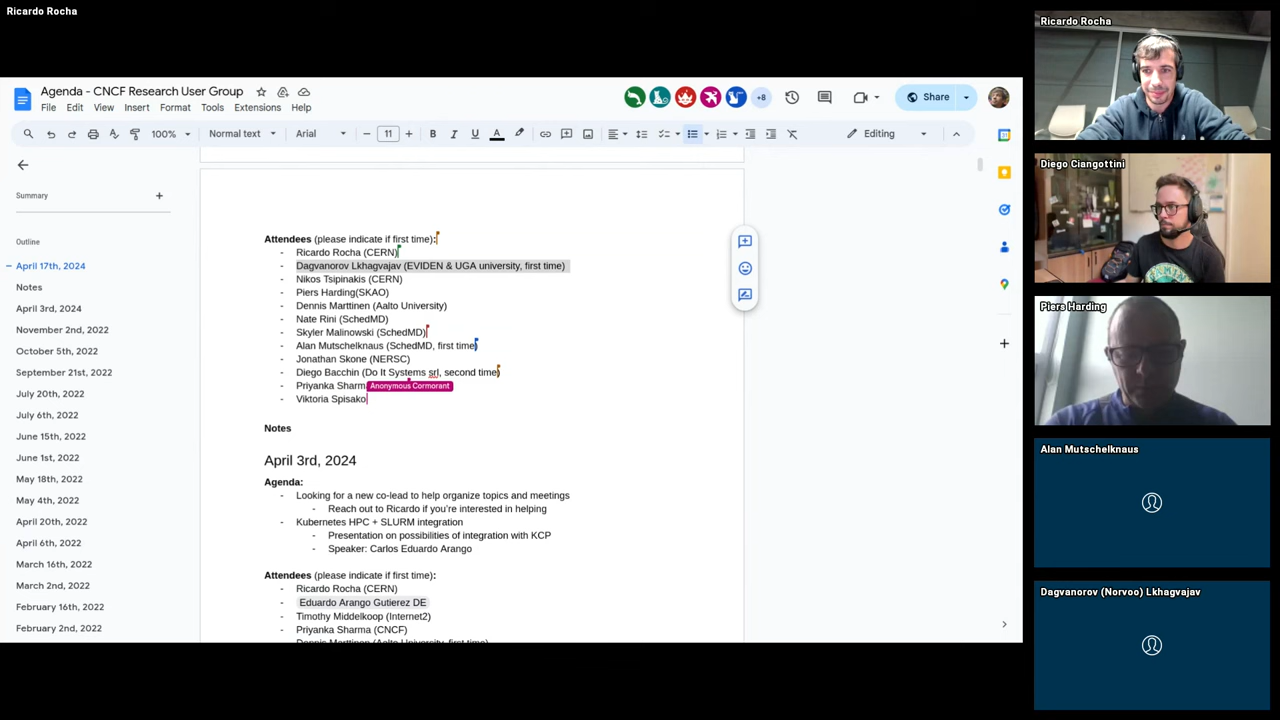 Ricardo Rocha
Agenda - CNCF Research User Group
File Edit View Insert Format Tools Extensions Help
+8
Share
100%
Normal text
Arial
11
B I U A
Editing
Summary
Outline
April 17th, 2024
Notes
April 3rd, 2024
November 2nd, 2022
October 5th, 2022
September 21st, 2022
July 20th, 2022
July 6th, 2022
June 15th, 2022
June 1st, 2022
May 18th, 2022
May 4th, 2022
April 20th, 2022
April 6th, 2022
March 16th, 2022
March 2nd, 2022
February 16th, 2022
February 2nd, 2022
Attendees (please indicate if first time):
- Ricardo Rocha (CERN)
- Dagvanorov Lkhagvajav (EVIDEN & UGA university, first time)
- Nikos Tsipinakis (CERN)
- Piers Harding(SKAO)
- Dennis Marttinen (Aalto University)
- Nate Rini (SchedMD)
- Skyler Malinowski (SchedMD)
- Alan Mutschelknaus (SchedMD, first time)
- Jonathan Skone (NERSC)
- Diego Bacchin (Do It Systems srl, second time)
- Priyanka Sharm Anonymous Cormorant
- Viktoria Spisako
Notes
April 3rd, 2024
Agenda:
- Looking for a new co-lead to help organize topics and meetings
- Reach out to Ricardo if you're interested in helping
- Kubernetes HPC + SLURM integration
- Presentation on possibilities of integration with KCP
- Speaker: Carlos Eduardo Arango
Attendees (please indicate if first time):
- Ricardo Rocha (CERN)
- Eduardo Arango Gutierez DE
- Timothy Middelkoop (Internet2)
- Priyanka Sharma (CNCF)
- Dennis Marttinen (Aalto University, first time)
Ricardo Rocha
Diego Ciangottini
Piers Harding
Alan Mutschelknaus
Dagvanorov (Norvoo) Lkhagvajav